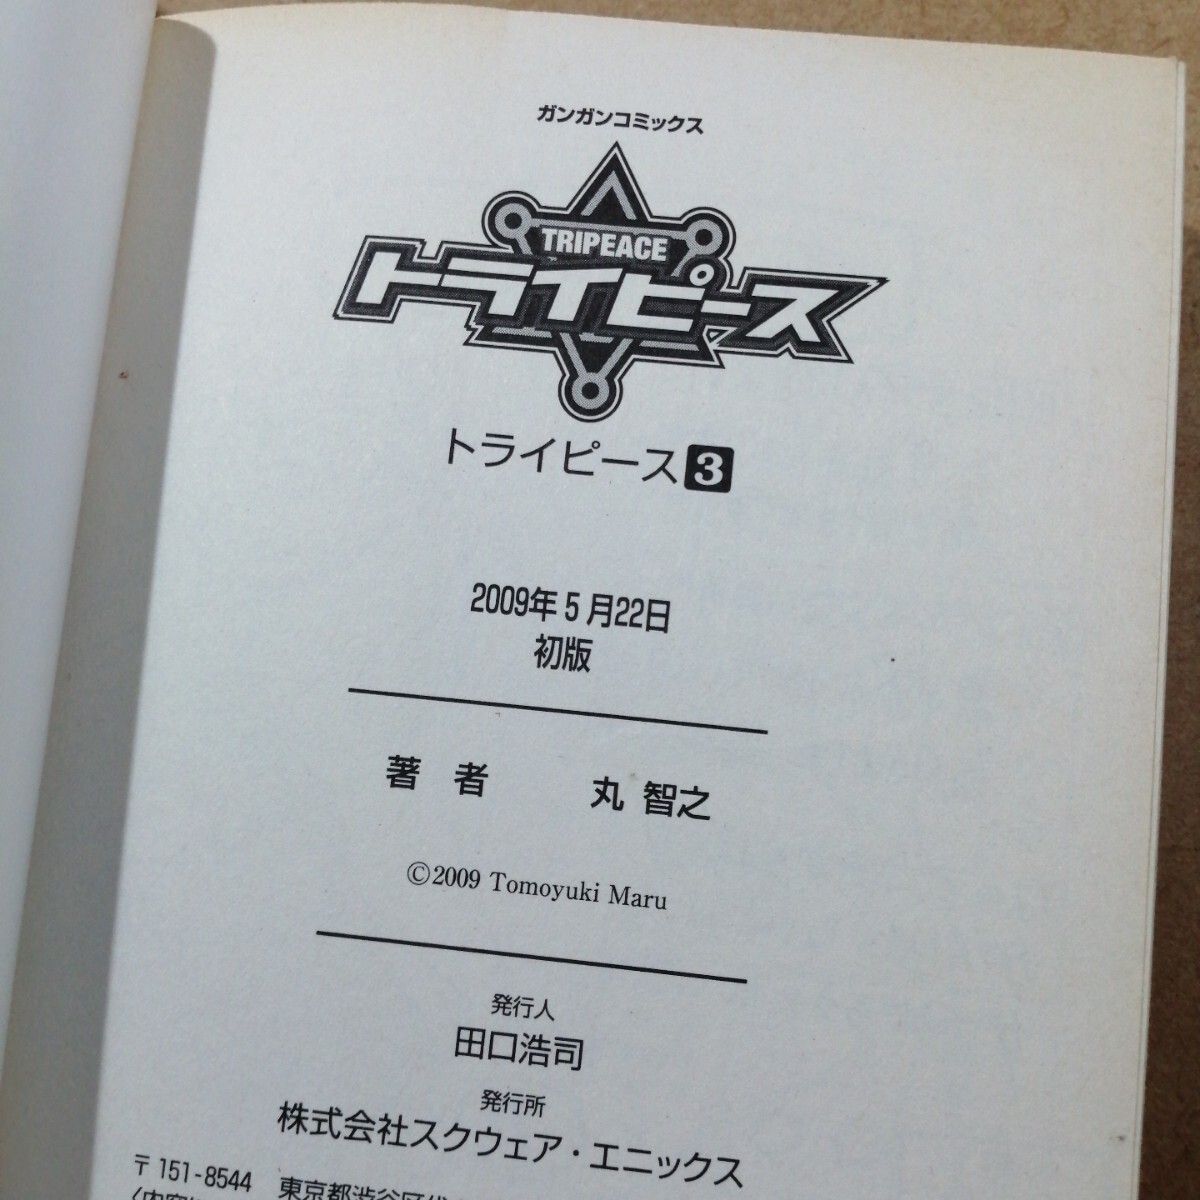 ガンガンコミックス
TRIPEACE
トライピース
トライピース3
2009年5月22日
初版
著者 丸智之
©2009 Tomoyuki Maru
発行人
田口浩司
発行所
株式会社スクウェア・エニックス
〒151-8544 東京都渋谷区代